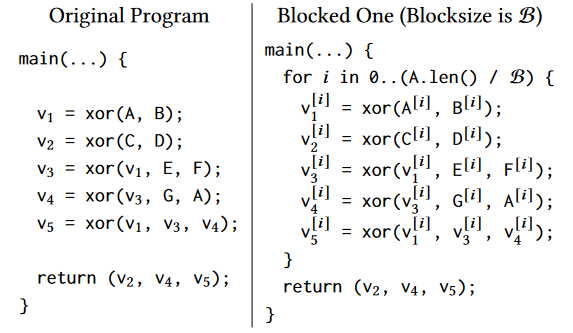 Original Program
main(...) {
v₁ = xor(A, B);
v₂ = xor(C, D);
v₃ = xor(v₁, E, F);
v₄ = xor(v₃, G, A);
v₅ = xor(v₁, v₃, v₄);
return (v₂, v₄, v₅);
}
Blocked One (Blocksize is ℬ)
main(...) {
for i in 0..(A.len() / ℬ) {
v₁[i] = xor(A[i], B[i]);
v₂[i] = xor(C[i], D[i]);
v₃[i] = xor(v₁[i], E[i], F[i]);
v₄[i] = xor(v₃[i], G[i], A[i]);
v₅[i] = xor(v₁[i], v₃[i], v₄[i]);
}
return (v₂, v₄, v₅);
}